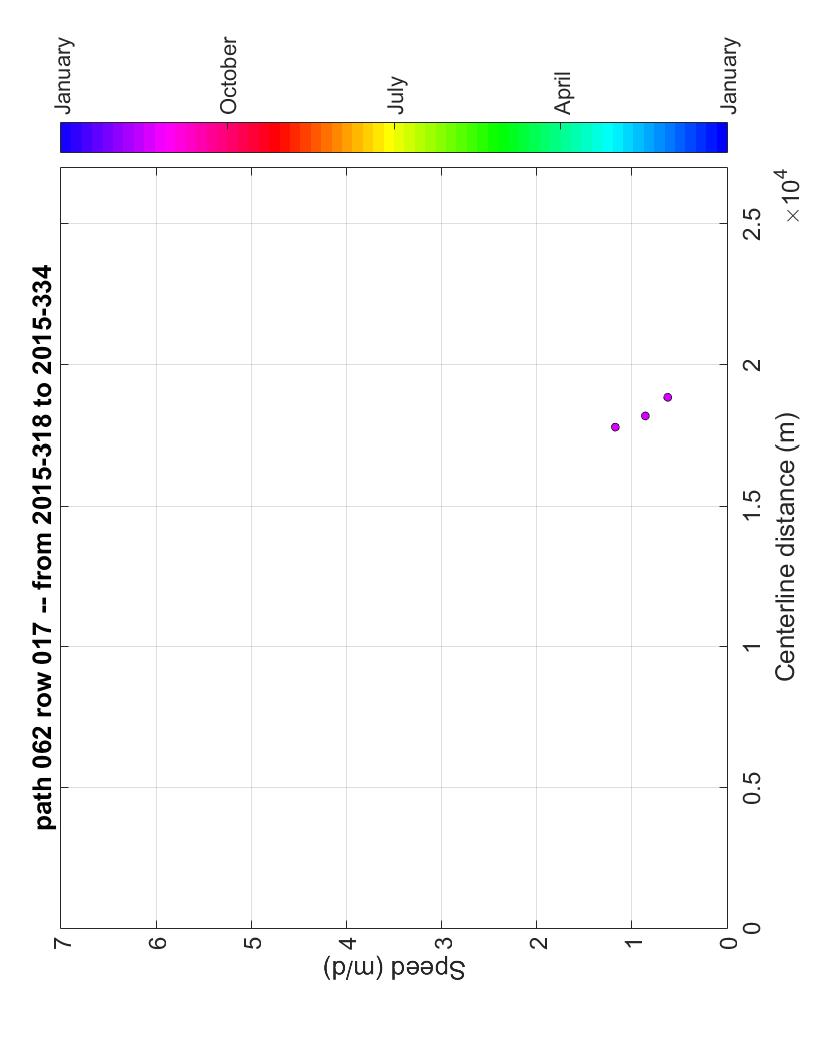 path 062 row 017 -- from 2015-318 to 2015-334
7
6
5
4
3
2
1
0
Speed (m/d)
0
0.5
1
1.5
2
2.5
×10⁴
Centerline distance (m)
January
October
July
April
January